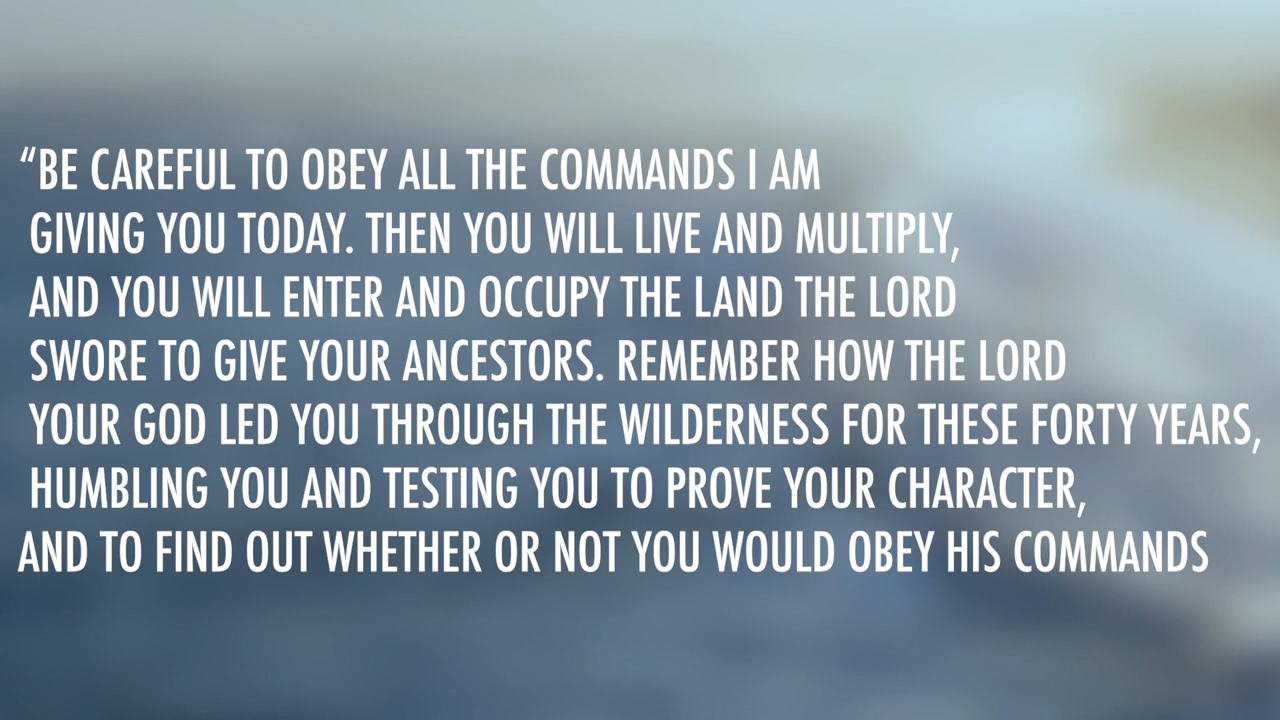 “BE CAREFUL TO OBEY ALL THE COMMANDS I AM
GIVING YOU TODAY. THEN YOU WILL LIVE AND MULTIPLY,
AND YOU WILL ENTER AND OCCUPY THE LAND THE LORD
SWORE TO GIVE YOUR ANCESTORS. REMEMBER HOW THE LORD
YOUR GOD LED YOU THROUGH THE WILDERNESS FOR THESE FORTY YEARS,
HUMBLING YOU AND TESTING YOU TO PROVE YOUR CHARACTER,
AND TO FIND OUT WHETHER OR NOT YOU WOULD OBEY HIS COMMANDS